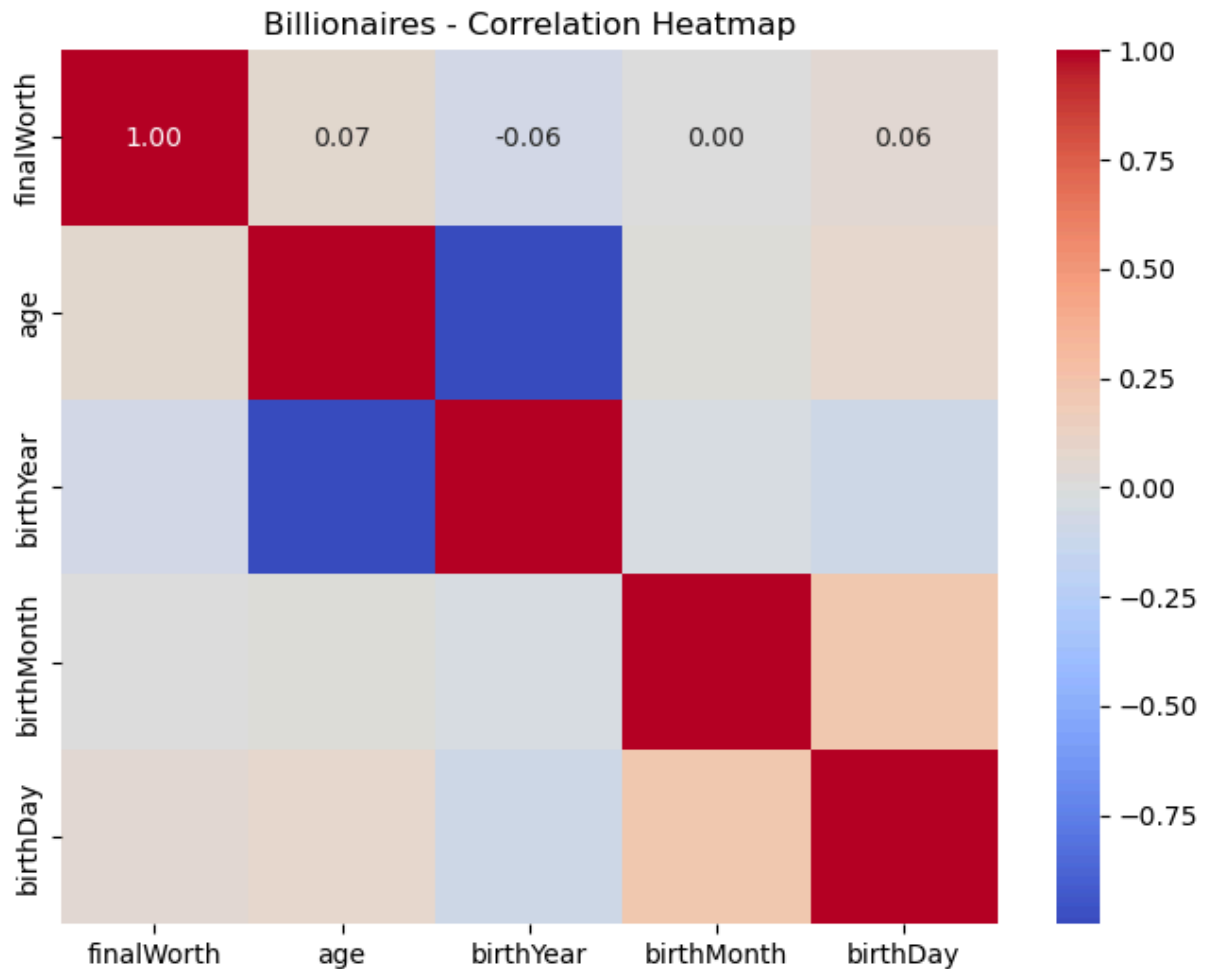 Billionaires - Correlation Heatmap
finalWorth
1.00 0.07 -0.06 0.00 0.06
age
birthYear
birthMonth
birthDay
finalWorth age birthYear birthMonth birthDay
1.00
0.75
0.50
0.25
0.00
−0.25
−0.50
−0.75